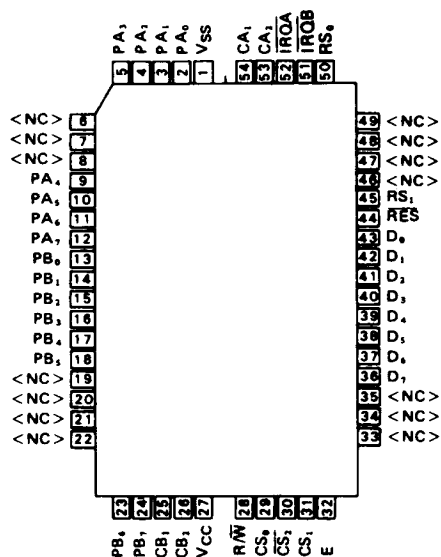 PA₃ PA₂ PA₁ PA₀ VSS CA₁ CA₂ I̅R̅Q̅A̅ I̅R̅Q̅B̅ RS₀
5 4 3 2 1 54 53 52 51 50
<NC> 6
<NC> 7
<NC> 8
PA₄ 9
PA₅ 10
PA₆ 11
PA₇ 12
PB₀ 13
PB₁ 14
PB₂ 15
PB₃ 16
PB₄ 17
PB₅ 18
<NC> 19
<NC> 20
<NC> 21
<NC> 22
49 <NC>
48 <NC>
47 <NC>
46 <NC>
45 RS₁
44 R̅E̅S̅
43 D₀
42 D₁
41 D₂
40 D₃
39 D₄
38 D₅
37 D₆
36 D₇
35 <NC>
34 <NC>
33 <NC>
23 24 25 26 27 28 29 30 31 32
PB₆ PB₇ CB₁ CB₂ VCC R/W̅ CS₀ C̅S̅₂ CS₁ E